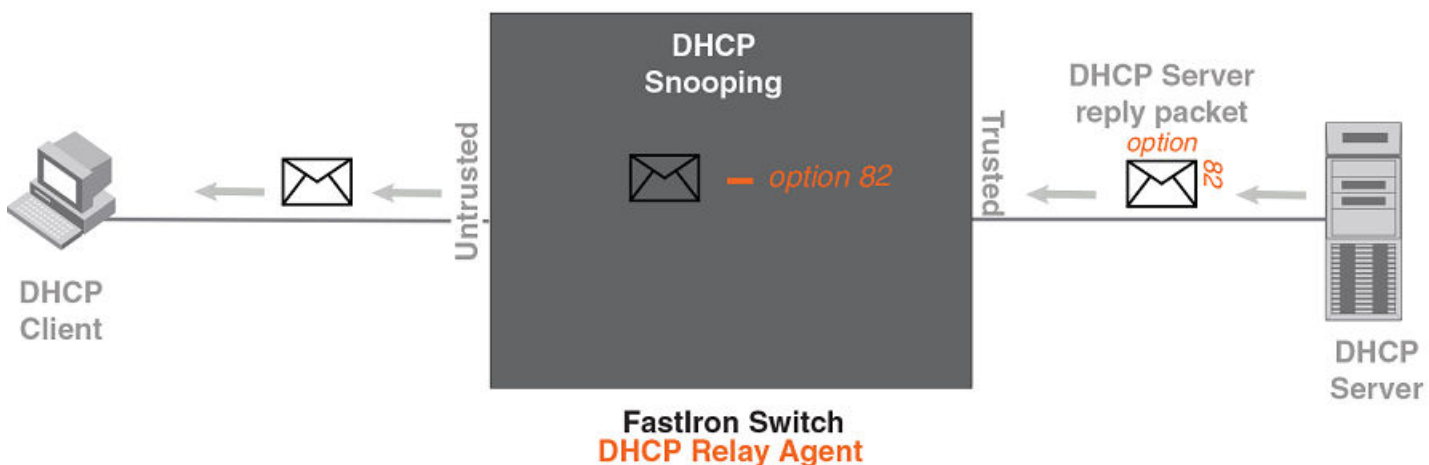 DHCP
Snooping
DHCP Server
reply packet
option
82
Untrusted
– option 82
Trusted
DHCP
Client
DHCP
Server
FastIron Switch
DHCP Relay Agent